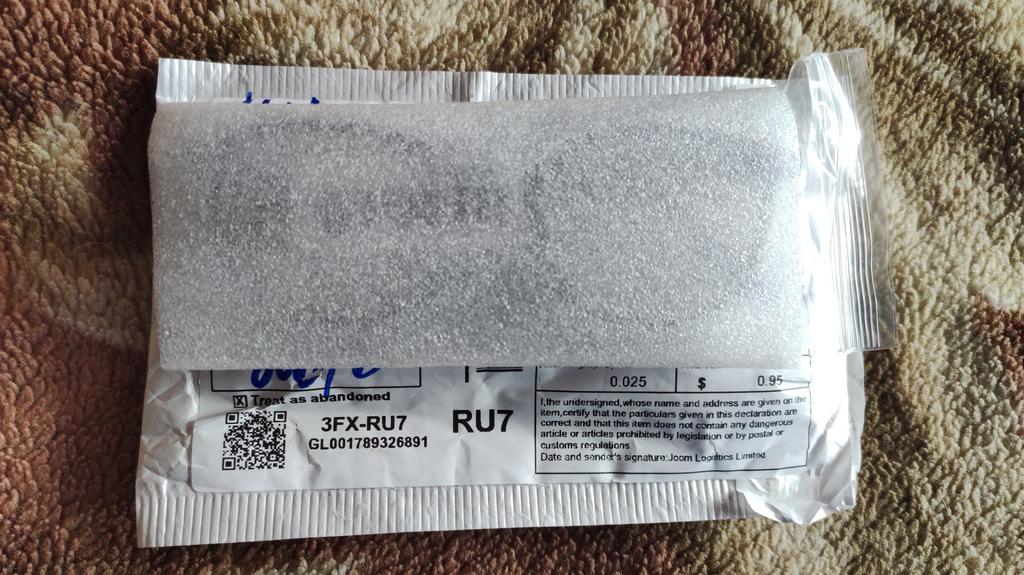 0.025 $ 0.95
☒ Treat as abandoned
3FX-RU7
GL001789326891
RU7
I,the undersigned,whose name and address are given on the
item,certify that the particulars given in this declaration are
correct and that this item does not contain any dangerous
article or articles prohibited by legislation or by postal or
customs regulations
Date and sender's signature:Joom Logistics Limited